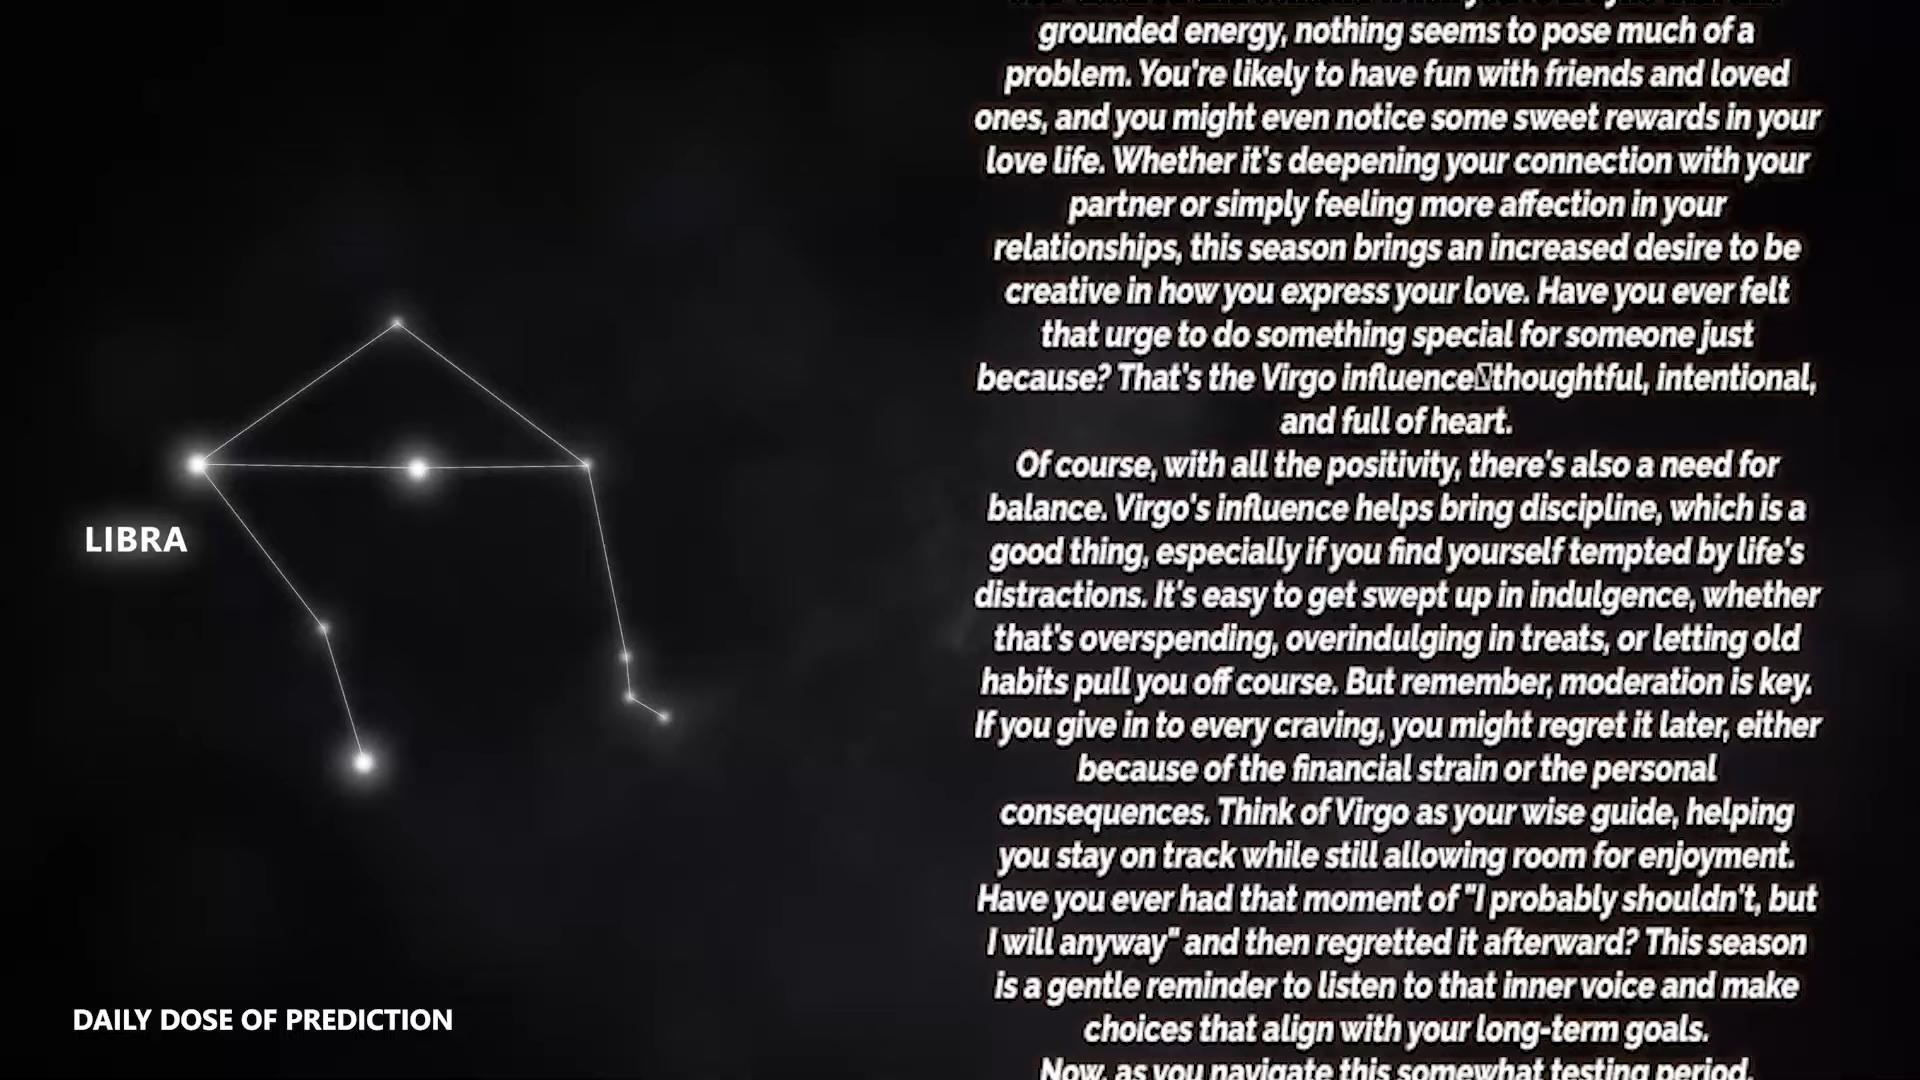 grounded energy, nothing seems to pose much of a
problem. You're likely to have fun with friends and loved
ones, and you might even notice some sweet rewards in your
love life. Whether it's deepening your connection with your
partner or simply feeling more affection in your
relationships, this season brings an increased desire to be
creative in how you express your love. Have you ever felt
that urge to do something special for someone just
because? That's the Virgo influence▯thoughtful, intentional,
and full of heart.
Of course, with all the positivity, there's also a need for
balance. Virgo's influence helps bring discipline, which is a
good thing, especially if you find yourself tempted by life's
distractions. It's easy to get swept up in indulgence, whether
that's overspending, overindulging in treats, or letting old
habits pull you off course. But remember, moderation is key.
If you give in to every craving, you might regret it later, either
because of the financial strain or the personal
consequences. Think of Virgo as your wise guide, helping
you stay on track while still allowing room for enjoyment.
Have you ever had that moment of "I probably shouldn't, but
I will anyway" and then regretted it afterward? This season
is a gentle reminder to listen to that inner voice and make
choices that align with your long-term goals.
Now, as you navigate this somewhat testing period,
LIBRA
DAILY DOSE OF PREDICTION